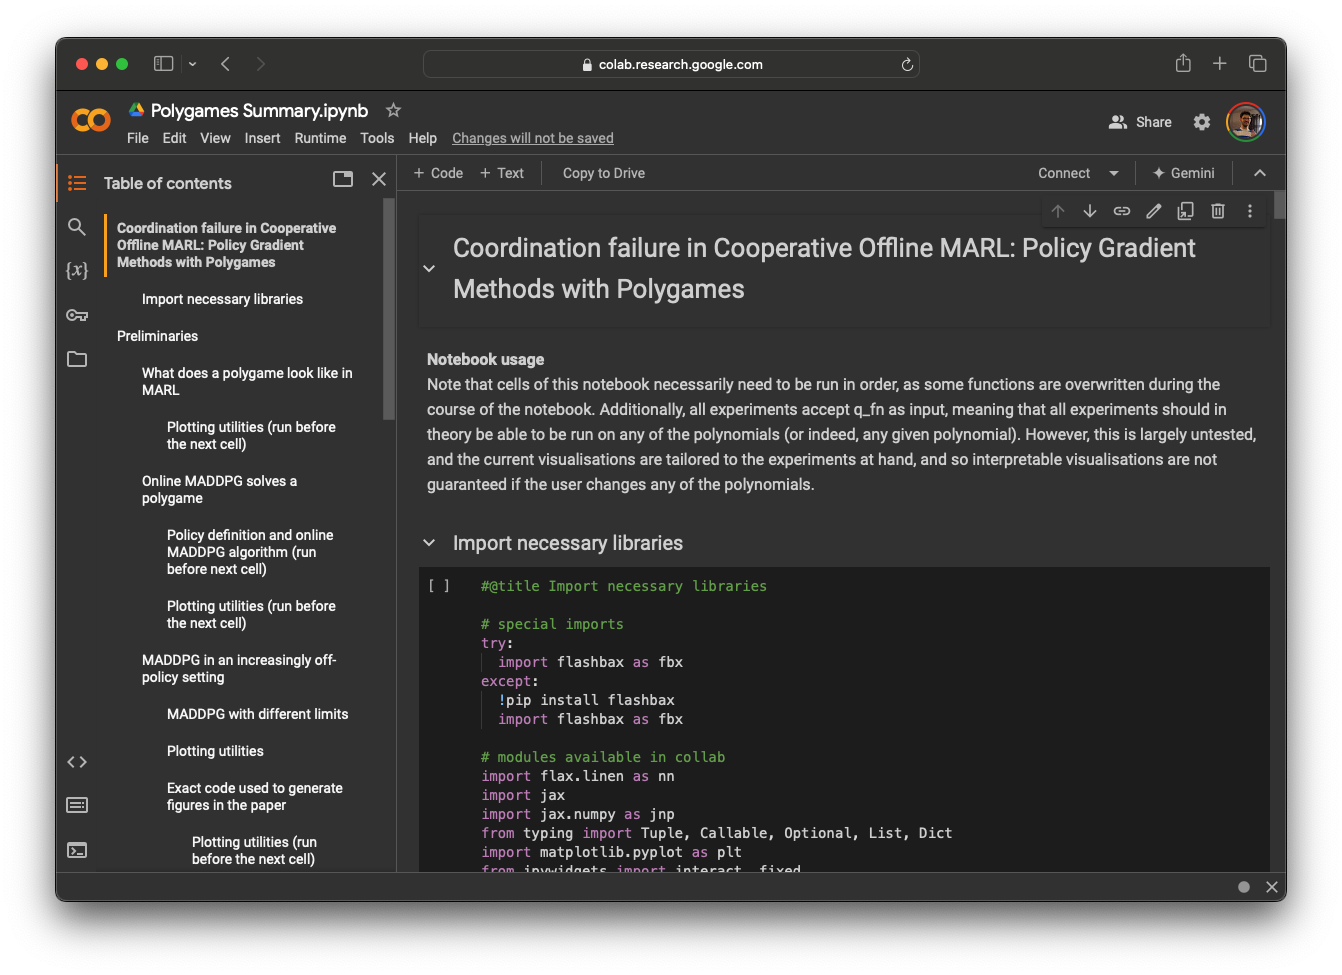 colab.research.google.com
Polygames Summary.ipynb
File Edit View Insert Runtime Tools Help Changes will not be saved
Share
Table of contents
Coordination failure in Cooperative
Offline MARL: Policy Gradient
Methods with Polygames
Import necessary libraries
Preliminaries
What does a polygame look like in
MARL
Plotting utilities (run before
the next cell)
Online MADDPG solves a
polygame
Policy definition and online
MADDPG algorithm (run
before next cell)
Plotting utilities (run before
the next cell)
MADDPG in an increasingly off-
policy setting
MADDPG with different limits
Plotting utilities
Exact code used to generate
figures in the paper
Plotting utilities (run
before the next cell)
+ Code + Text Copy to Drive Connect Gemini
Coordination failure in Cooperative Offline MARL: Policy Gradient
Methods with Polygames
Notebook usage
Note that cells of this notebook necessarily need to be run in order, as some functions are overwritten during the
course of the notebook. Additionally, all experiments accept q_fn as input, meaning that all experiments should in
theory be able to be run on any of the polynomials (or indeed, any given polynomial). However, this is largely untested,
and the current visualisations are tailored to the experiments at hand, and so interpretable visualisations are not
guaranteed if the user changes any of the polynomials.
Import necessary libraries
[ ] #@title Import necessary libraries
# special imports
try:
import flashbax as fbx
except:
!pip install flashbax
import flashbax as fbx
# modules available in collab
import flax.linen as nn
import jax
import jax.numpy as jnp
from typing import Tuple, Callable, Optional, List, Dict
import matplotlib.pyplot as plt
from ipywidgets import interact, fixed